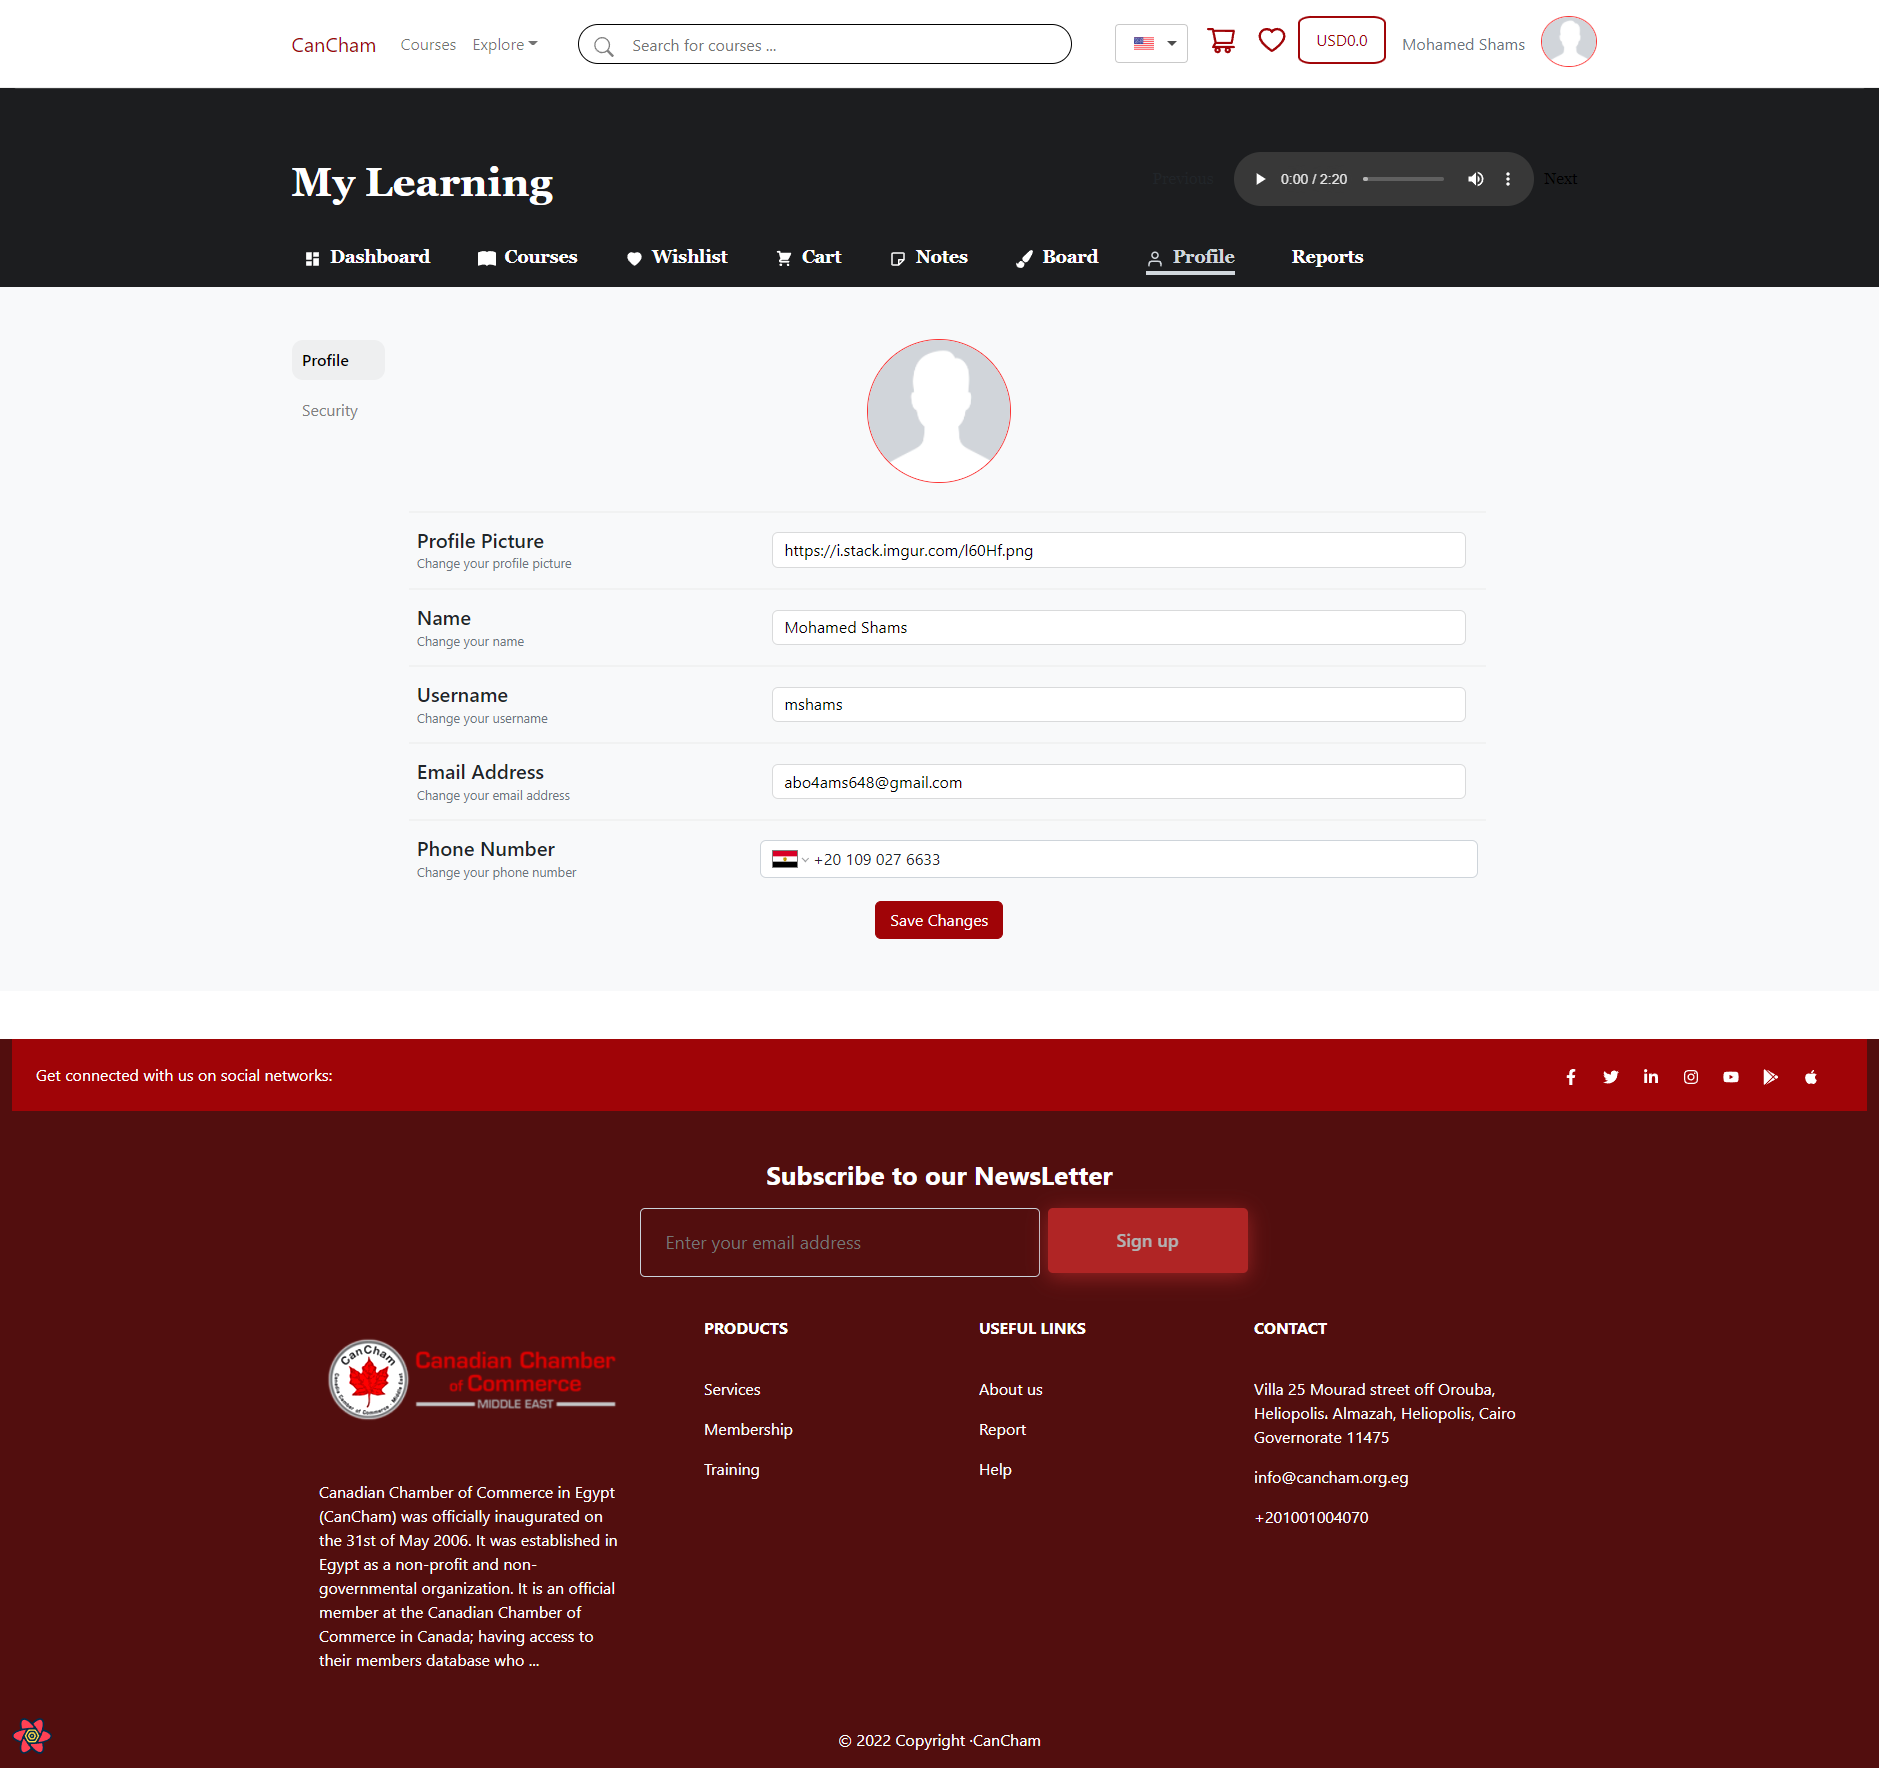 CanCham Courses Explore Search for courses ... USD0.0 Mohamed Shams
My Learning Previous 0:00 / 2:20 Next
Dashboard Courses Wishlist Cart Notes Board Profile Reports
Profile
Security
Profile Picture
Change your profile picture
https://i.stack.imgur.com/l60Hf.png
Name
Change your name
Mohamed Shams
Username
Change your username
mshams
Email Address
Change your email address
abo4ams648@gmail.com
Phone Number
Change your phone number
+20 109 027 6633
Save Changes
Get connected with us on social networks:
Subscribe to our NewsLetter
Enter your email address Sign up
CanCham
Canadian Chamber of Commerce - Middle East
Canadian Chamber
of Commerce
MIDDLE EAST
Canadian Chamber of Commerce in Egypt
(CanCham) was officially inaugurated on
the 31st of May 2006. It was established in
Egypt as a non-profit and non-
governmental organization. It is an official
member at the Canadian Chamber of
Commerce in Canada; having access to
their members database who ...
PRODUCTS
Services
Membership
Training
USEFUL LINKS
About us
Report
Help
CONTACT
Villa 25 Mourad street off Orouba,
Heliopolis، Almazah, Heliopolis, Cairo
Governorate 11475
info@cancham.org.eg
+201001004070
© 2022 Copyright ·CanCham